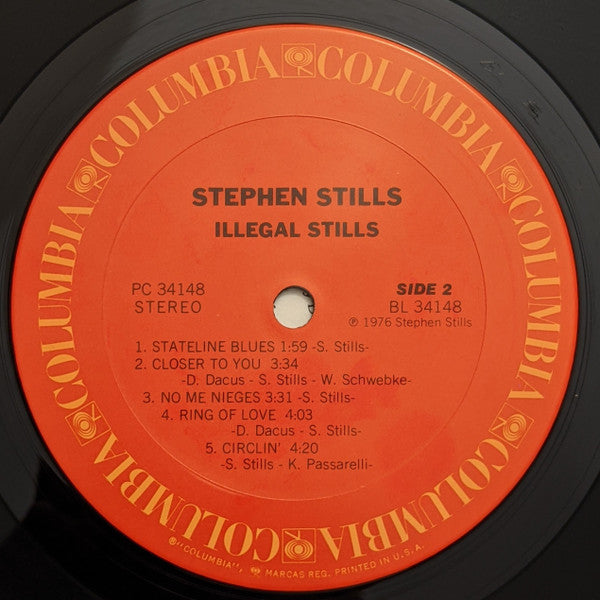 COLUMBIA COLUMBIA COLUMBIA COLUMBIA COLUMBIA COLUMBIA
STEPHEN STILLS
ILLEGAL STILLS
PC 34148
STEREO
SIDE 2
BL 34148
℗ 1976 Stephen Stills
1. STATELINE BLUES 1:59 -S. Stills-
2. CLOSER TO YOU 3:34
-D. Dacus - S. Stills - W. Schwebke-
3. NO ME NIEGES 3:31 -S. Stills-
4. RING OF LOVE 4:03
-D. Dacus - S. Stills-
5. CIRCLIN' 4:20
-S. Stills - K. Passarelli-
®"COLUMBIA", MARCAS REG. PRINTED IN U.S.A.